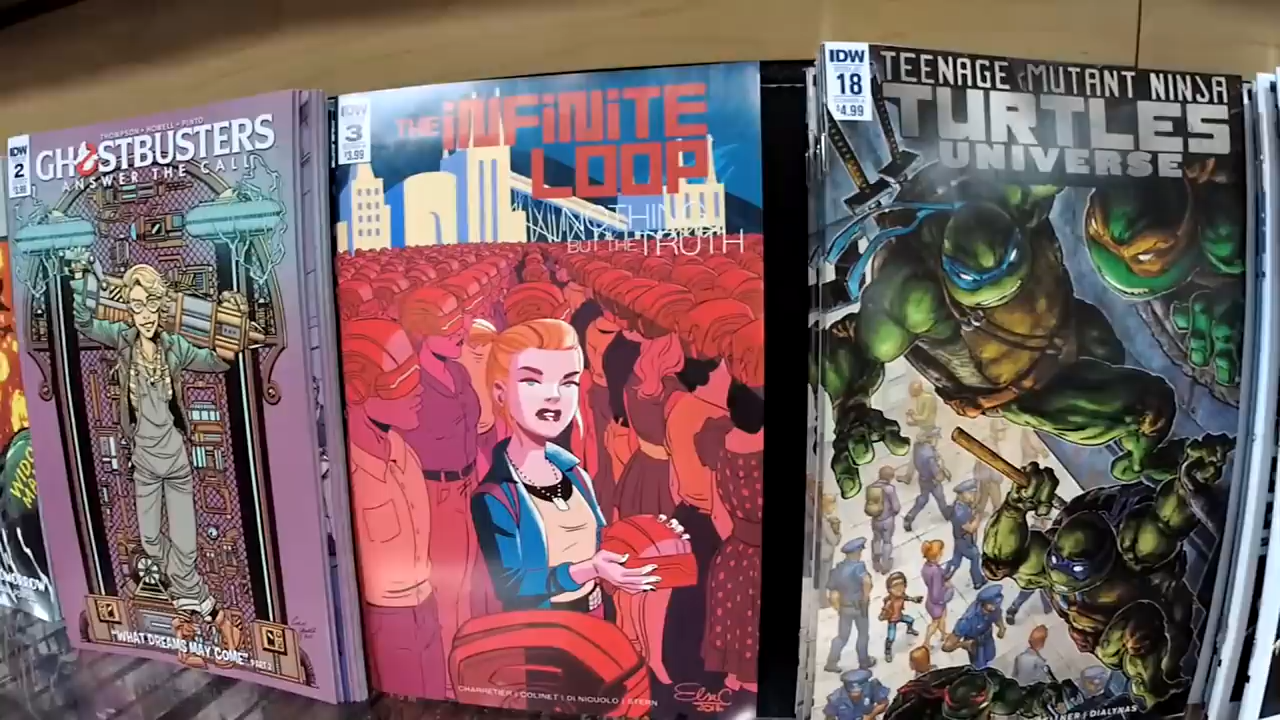 IDW
2
THOMPSON • HOWELL • PINTO
GHOSTBUSTERS
ANSWER THE CALL
"WHAT DREAMS MAY COME" PART 2
IDW
3
$3.99
THE INFINITE
LOOP
NOTHING
BUT THE TRUTH
CHARRETIER | COLINET | DI NICUOLO | STERN
IDW
18
$4.99
TEENAGE MUTANT NINJA
TURTLES
UNIVERSE
DIALYNAS